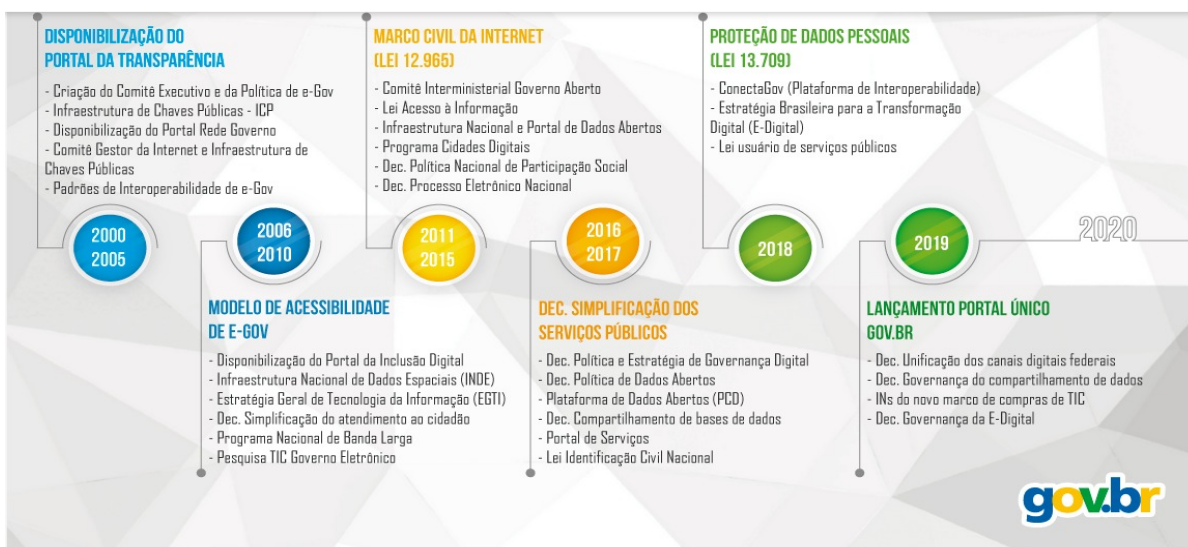 DISPONIBILIZAÇÃO DO
PORTAL DA TRANSPARÊNCIA
- Criação do Comitê Executivo e da Política de e-Gov
- Infraestrutura de Chaves Públicas - ICP
- Disponibilização do Portal Rede Governo
- Comitê Gestor da Internet e Infraestrutura de
Chaves Públicas
- Padrões de Interoperabilidade de e-Gov
2000
2005
2006
2010
MODELO DE ACESSIBILIDADE
DE E-GOV
- Disponibilização do Portal da Inclusão Digital
- Infraestrutura Nacional de Dados Espaciais (INDE)
- Estratégia Geral de Tecnologia da Informação (EGTI)
- Dec. Simplificação do atendimento ao cidadão
- Programa Nacional de Banda Larga
- Pesquisa TIC Governo Eletrônico
MARCO CIVIL DA INTERNET
(LEI 12.965)
- Comitê Interministerial Governo Aberto
- Lei Acesso à Informação
- Infraestrutura Nacional e Portal de Dados Abertos
- Programa Cidades Digitais
- Dec. Política Nacional de Participação Social
- Dec. Processo Eletrônico Nacional
2011
2015
2016
2017
DEC. SIMPLIFICAÇÃO DOS
SERVIÇOS PÚBLICOS
- Dec. Política e Estratégia de Governança Digital
- Dec. Política de Dados Abertos
- Plataforma de Dados Abertos (PCD)
- Dec. Compartilhamento de bases de dados
- Portal de Serviços
- Lei Identificação Civil Nacional
PROTEÇÃO DE DADOS PESSOAIS
(LEI 13.709)
- ConectaGov (Plataforma de Interoperabilidade)
- Estratégia Brasileira para a Transformação
Digital (E-Digital)
- Lei usuário de serviços públicos
2018
2019
LANÇAMENTO PORTAL ÚNICO
GOV.BR
- Dec. Unificação dos canais digitais federais
- Dec. Governança do compartilhamento de dados
- INs do novo marco de compras de TIC
- Dec. Governança da E-Digital
2020
gov.br